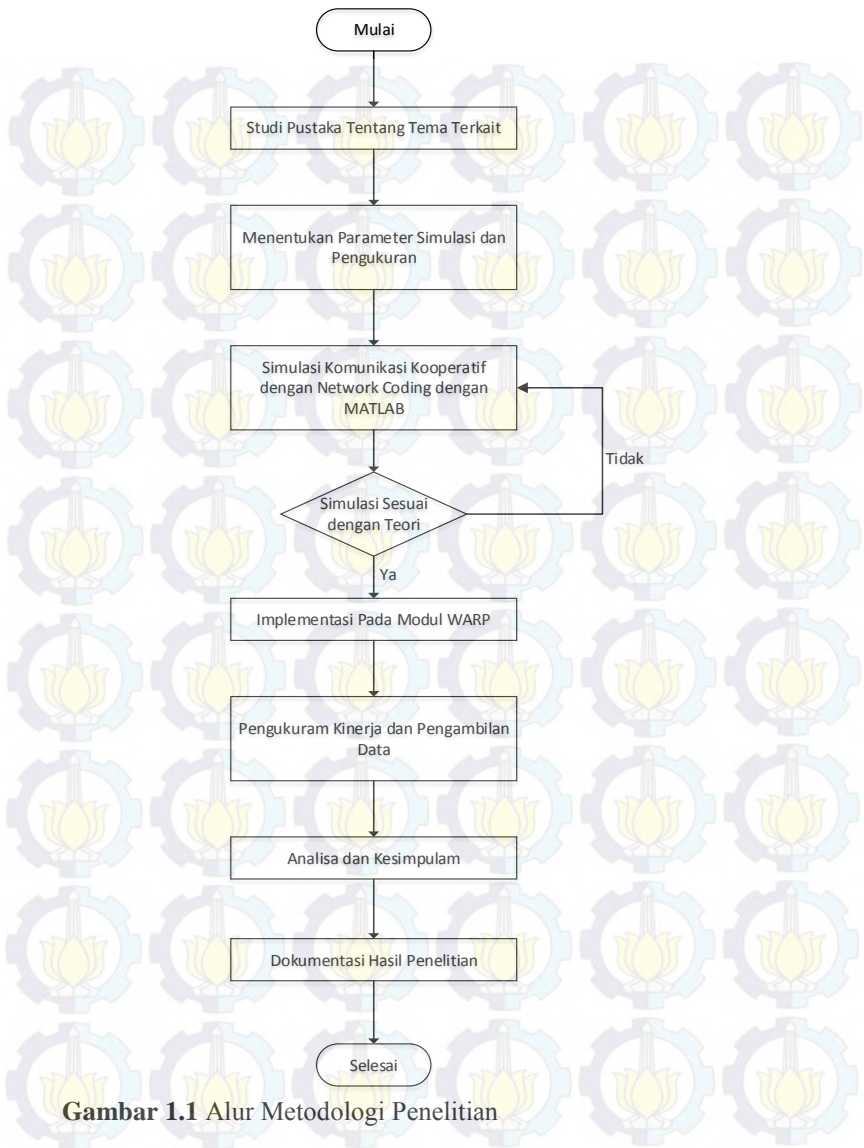 Mulai
Studi Pustaka Tentang Tema Terkait
Menentukan Parameter Simulasi dan
Pengukuran
Simulasi Komunikasi Kooperatif
dengan Network Coding dengan
MATLAB
Tidak
Simulasi Sesuai
dengan Teori
Ya
Implementasi Pada Modul WARP
Pengukuram Kinerja dan Pengambilan
Data
Analisa dan Kesimpulam
Dokumentasi Hasil Penelitian
Selesai
Gambar 1.1 Alur Metodologi Penelitian